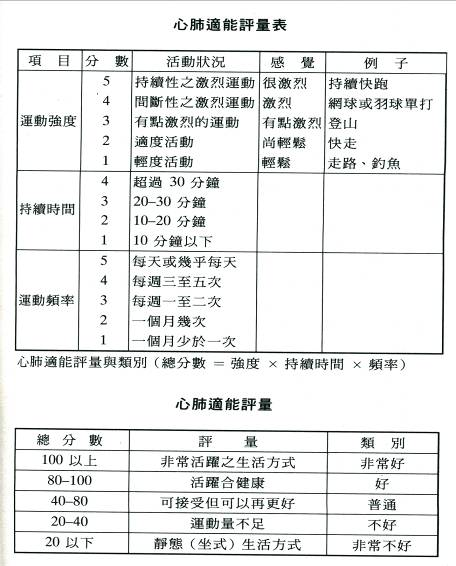 心肺適能評量表
項 目 分 數 活動狀況 感 覺 例 子
運動強度
5 持續性之激烈運動 很激烈 持續快跑
4 間斷性之激烈運動 激烈 網球或羽球單打
3 有點激烈的運動 有點激烈 登山
2 適度活動 尚輕鬆 快走
1 輕度活動 輕鬆 走路、釣魚
持續時間
4 超過 30 分鐘
3 20–30 分鐘
2 10–20 分鐘
1 10 分鐘以下
運動頻率
5 每天或幾乎每天
4 每週三至五次
3 每週一至二次
2 一個月幾次
1 一個月少於一次
心肺適能評量與類別（總分數 = 強度 × 持續時間 × 頻率）
心肺適能評量
總 分 數 評 量 類 別
100 以上 非常活躍之生活方式 非常好
80–100 活躍合健康 好
40–80 可接受但可以再更好 普通
20–40 運動量不足 不好
20 以下 靜態（坐式）生活方式 非常不好